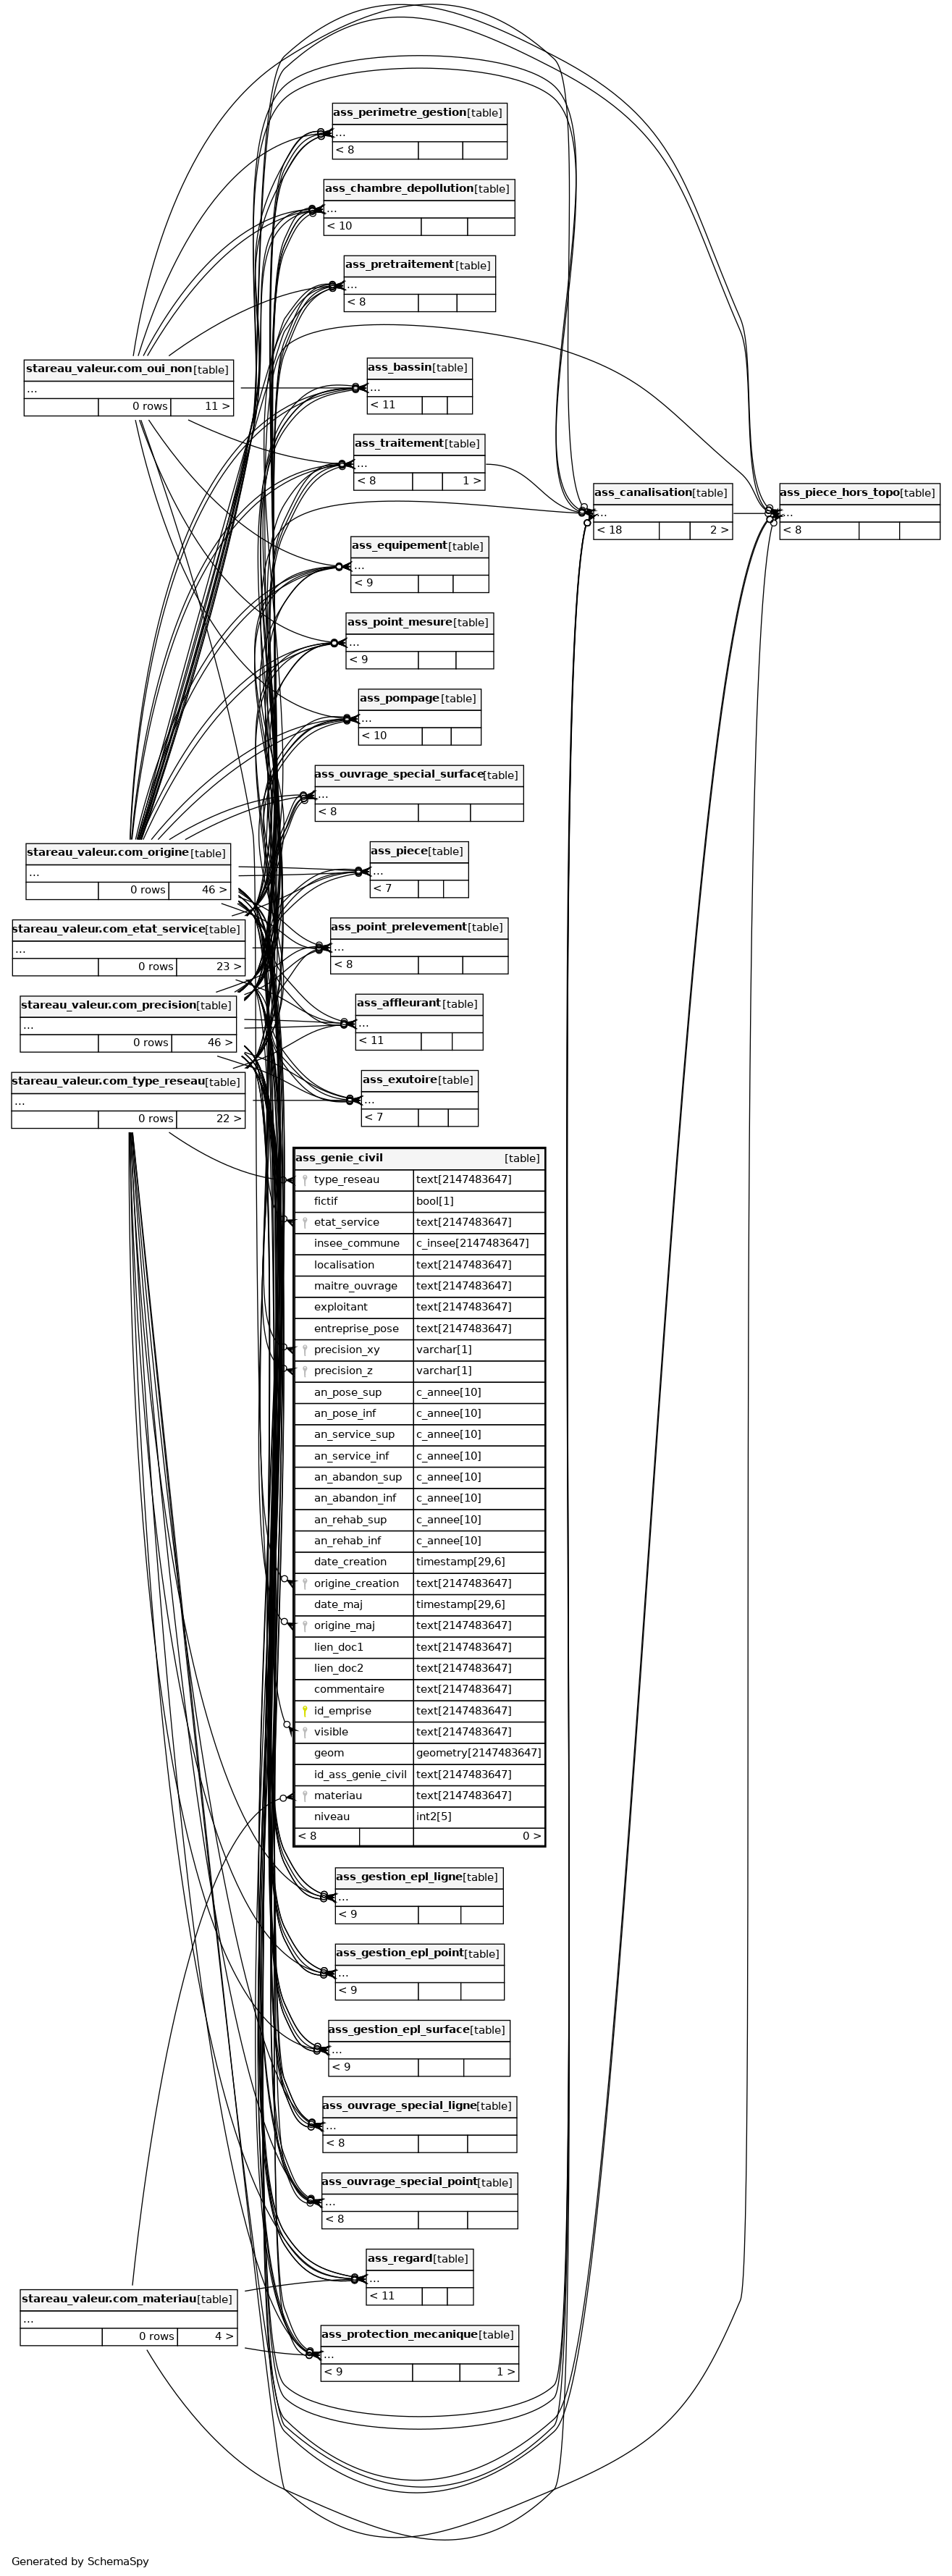 ass_perimetre_gestion [table]
...
< 8
ass_chambre_depollution [table]
...
< 10
ass_pretraitement [table]
...
< 8
stareau_valeur.com_oui_non [table]
...
0 rows 11 >
ass_bassin [table]
...
< 11
ass_traitement [table]
...
< 8 1 >
ass_canalisation [table]
...
< 18 2 >
ass_piece_hors_topo [table]
...
< 8
ass_equipement [table]
...
< 9
ass_point_mesure [table]
...
< 9
ass_pompage [table]
...
< 10
ass_ouvrage_special_surface [table]
...
< 8
stareau_valeur.com_origine [table]
...
0 rows 46 >
ass_piece [table]
...
< 7
stareau_valeur.com_etat_service [table]
...
0 rows 23 >
ass_point_prelevement [table]
...
< 8
stareau_valeur.com_precision [table]
...
0 rows 46 >
ass_affleurant [table]
...
< 11
stareau_valeur.com_type_reseau [table]
...
0 rows 22 >
ass_exutoire [table]
...
< 7
ass_genie_civil [table]
type_reseau text[2147483647]
fictif bool[1]
etat_service text[2147483647]
insee_commune c_insee[2147483647]
localisation text[2147483647]
maitre_ouvrage text[2147483647]
exploitant text[2147483647]
entreprise_pose text[2147483647]
precision_xy varchar[1]
precision_z varchar[1]
an_pose_sup c_annee[10]
an_pose_inf c_annee[10]
an_service_sup c_annee[10]
an_service_inf c_annee[10]
an_abandon_sup c_annee[10]
an_abandon_inf c_annee[10]
an_rehab_sup c_annee[10]
an_rehab_inf c_annee[10]
date_creation timestamp[29,6]
origine_creation text[2147483647]
date_maj timestamp[29,6]
origine_maj text[2147483647]
lien_doc1 text[2147483647]
lien_doc2 text[2147483647]
commentaire text[2147483647]
id_emprise text[2147483647]
visible text[2147483647]
geom geometry[2147483647]
id_ass_genie_civil text[2147483647]
materiau text[2147483647]
niveau int2[5]
< 8 0 >
ass_gestion_epl_ligne [table]
...
< 9
ass_gestion_epl_point [table]
...
< 9
ass_gestion_epl_surface [table]
...
< 9
ass_ouvrage_special_ligne [table]
...
< 8
ass_ouvrage_special_point [table]
...
< 8
ass_regard [table]
...
< 11
stareau_valeur.com_materiau [table]
...
0 rows 4 >
ass_protection_mecanique [table]
...
< 9 1 >
Generated by SchemaSpy